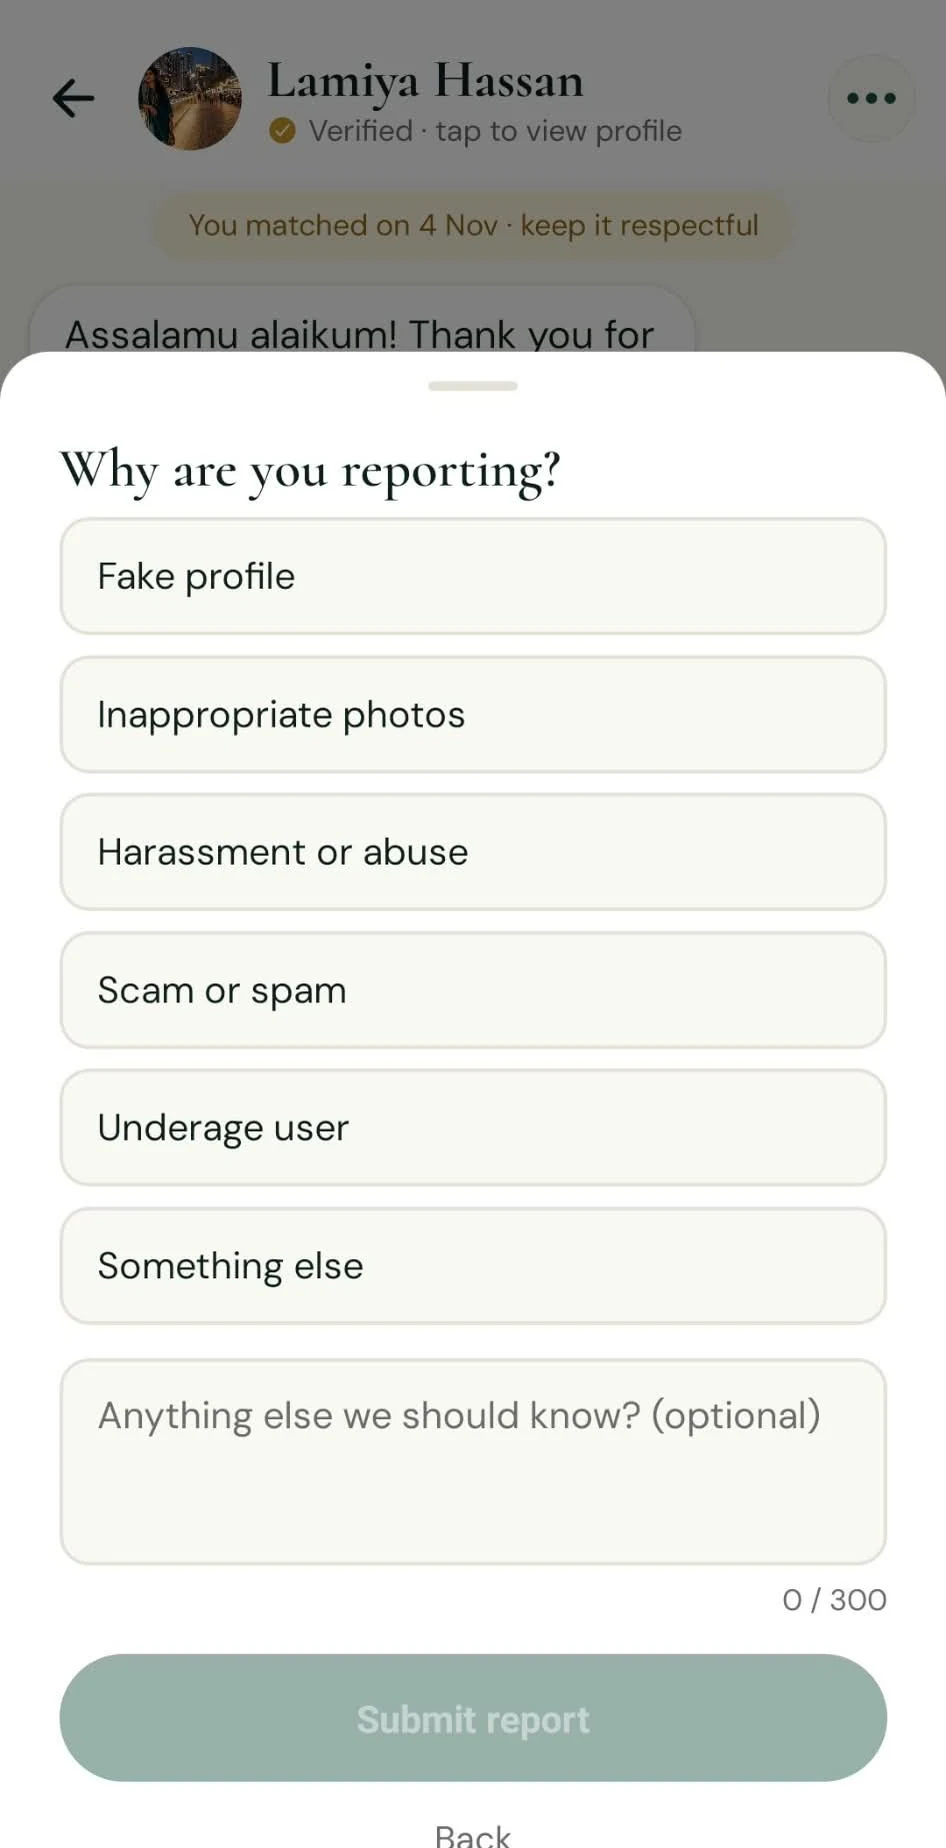 Lamiya Hassan
Verified · tap to view profile
You matched on 4 Nov · keep it respectful
Assalamu alaikum! Thank you for
Why are you reporting?
Fake profile
Inappropriate photos
Harassment or abuse
Scam or spam
Underage user
Something else
Anything else we should know? (optional)
0 / 300
Submit report
Back